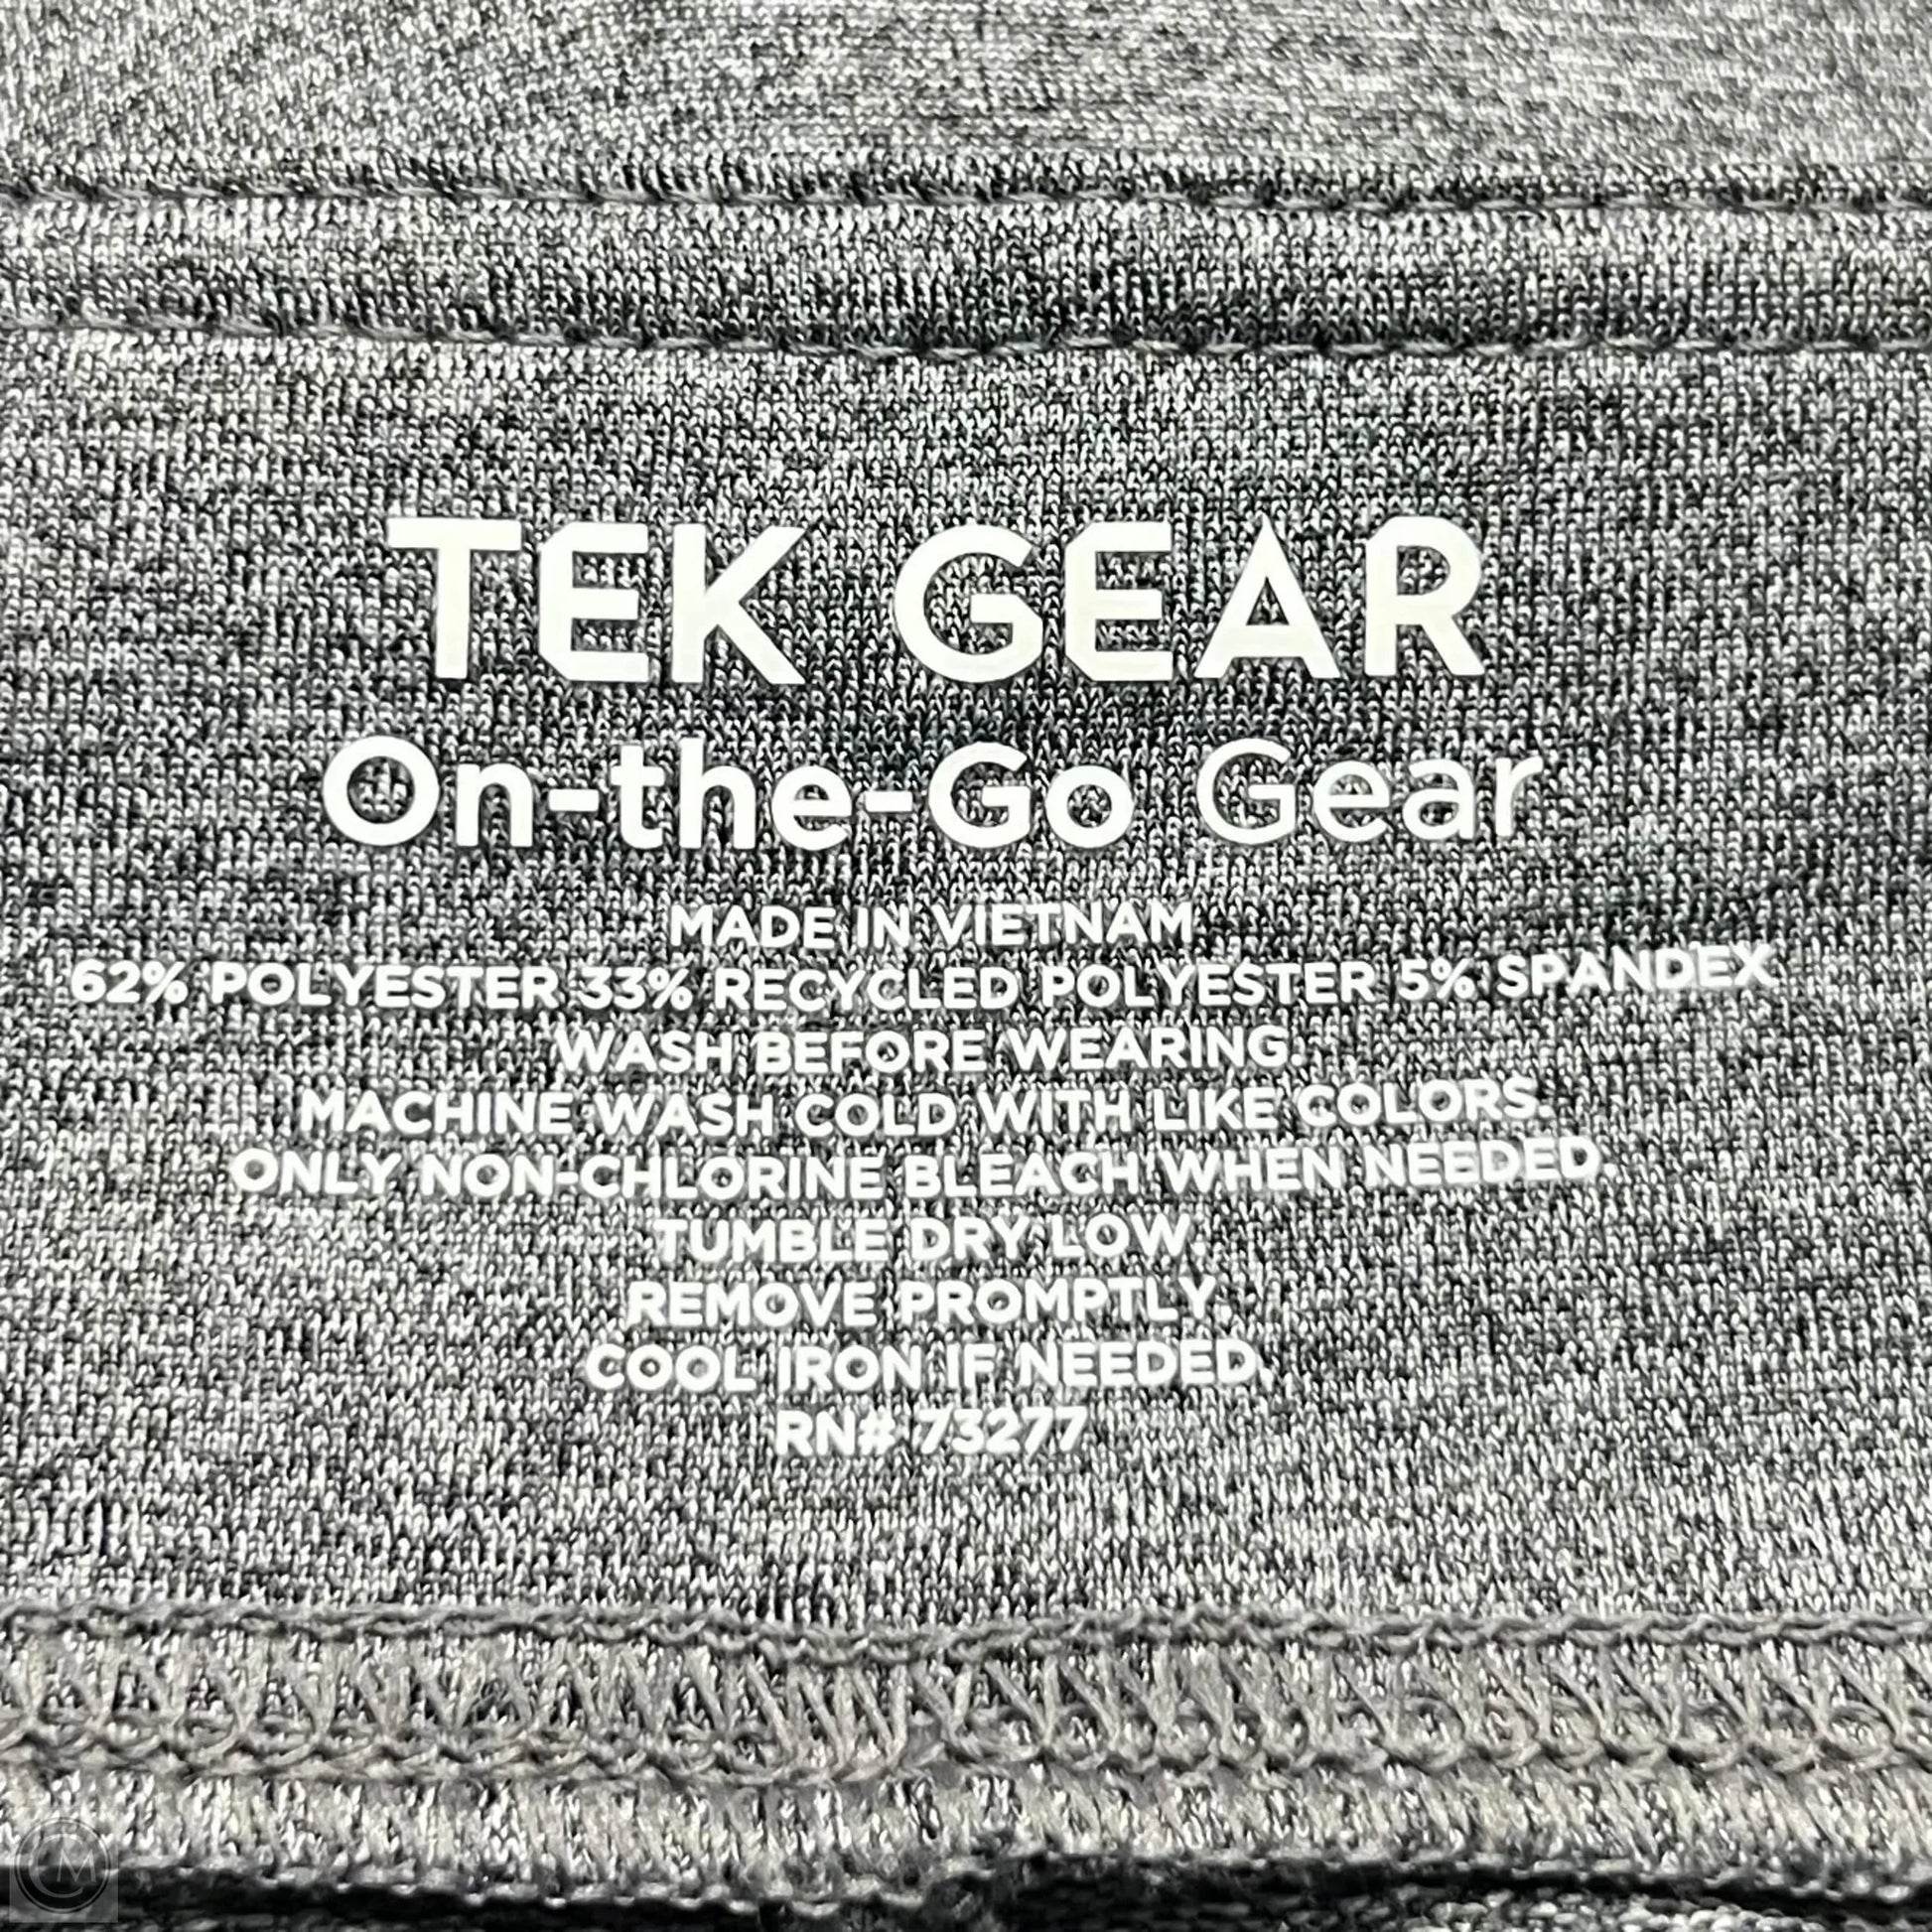 TEK GEAR
On-the-Go Gear
MADE IN VIETNAM
62% POLYESTER 33% RECYCLED POLYESTER 5% SPANDEX
WASH BEFORE WEARING.
MACHINE WASH COLD WITH LIKE COLORS.
ONLY NON-CHLORINE BLEACH WHEN NEEDED.
TUMBLE DRY LOW.
REMOVE PROMPTLY.
COOL IRON IF NEEDED.
RN# 73277